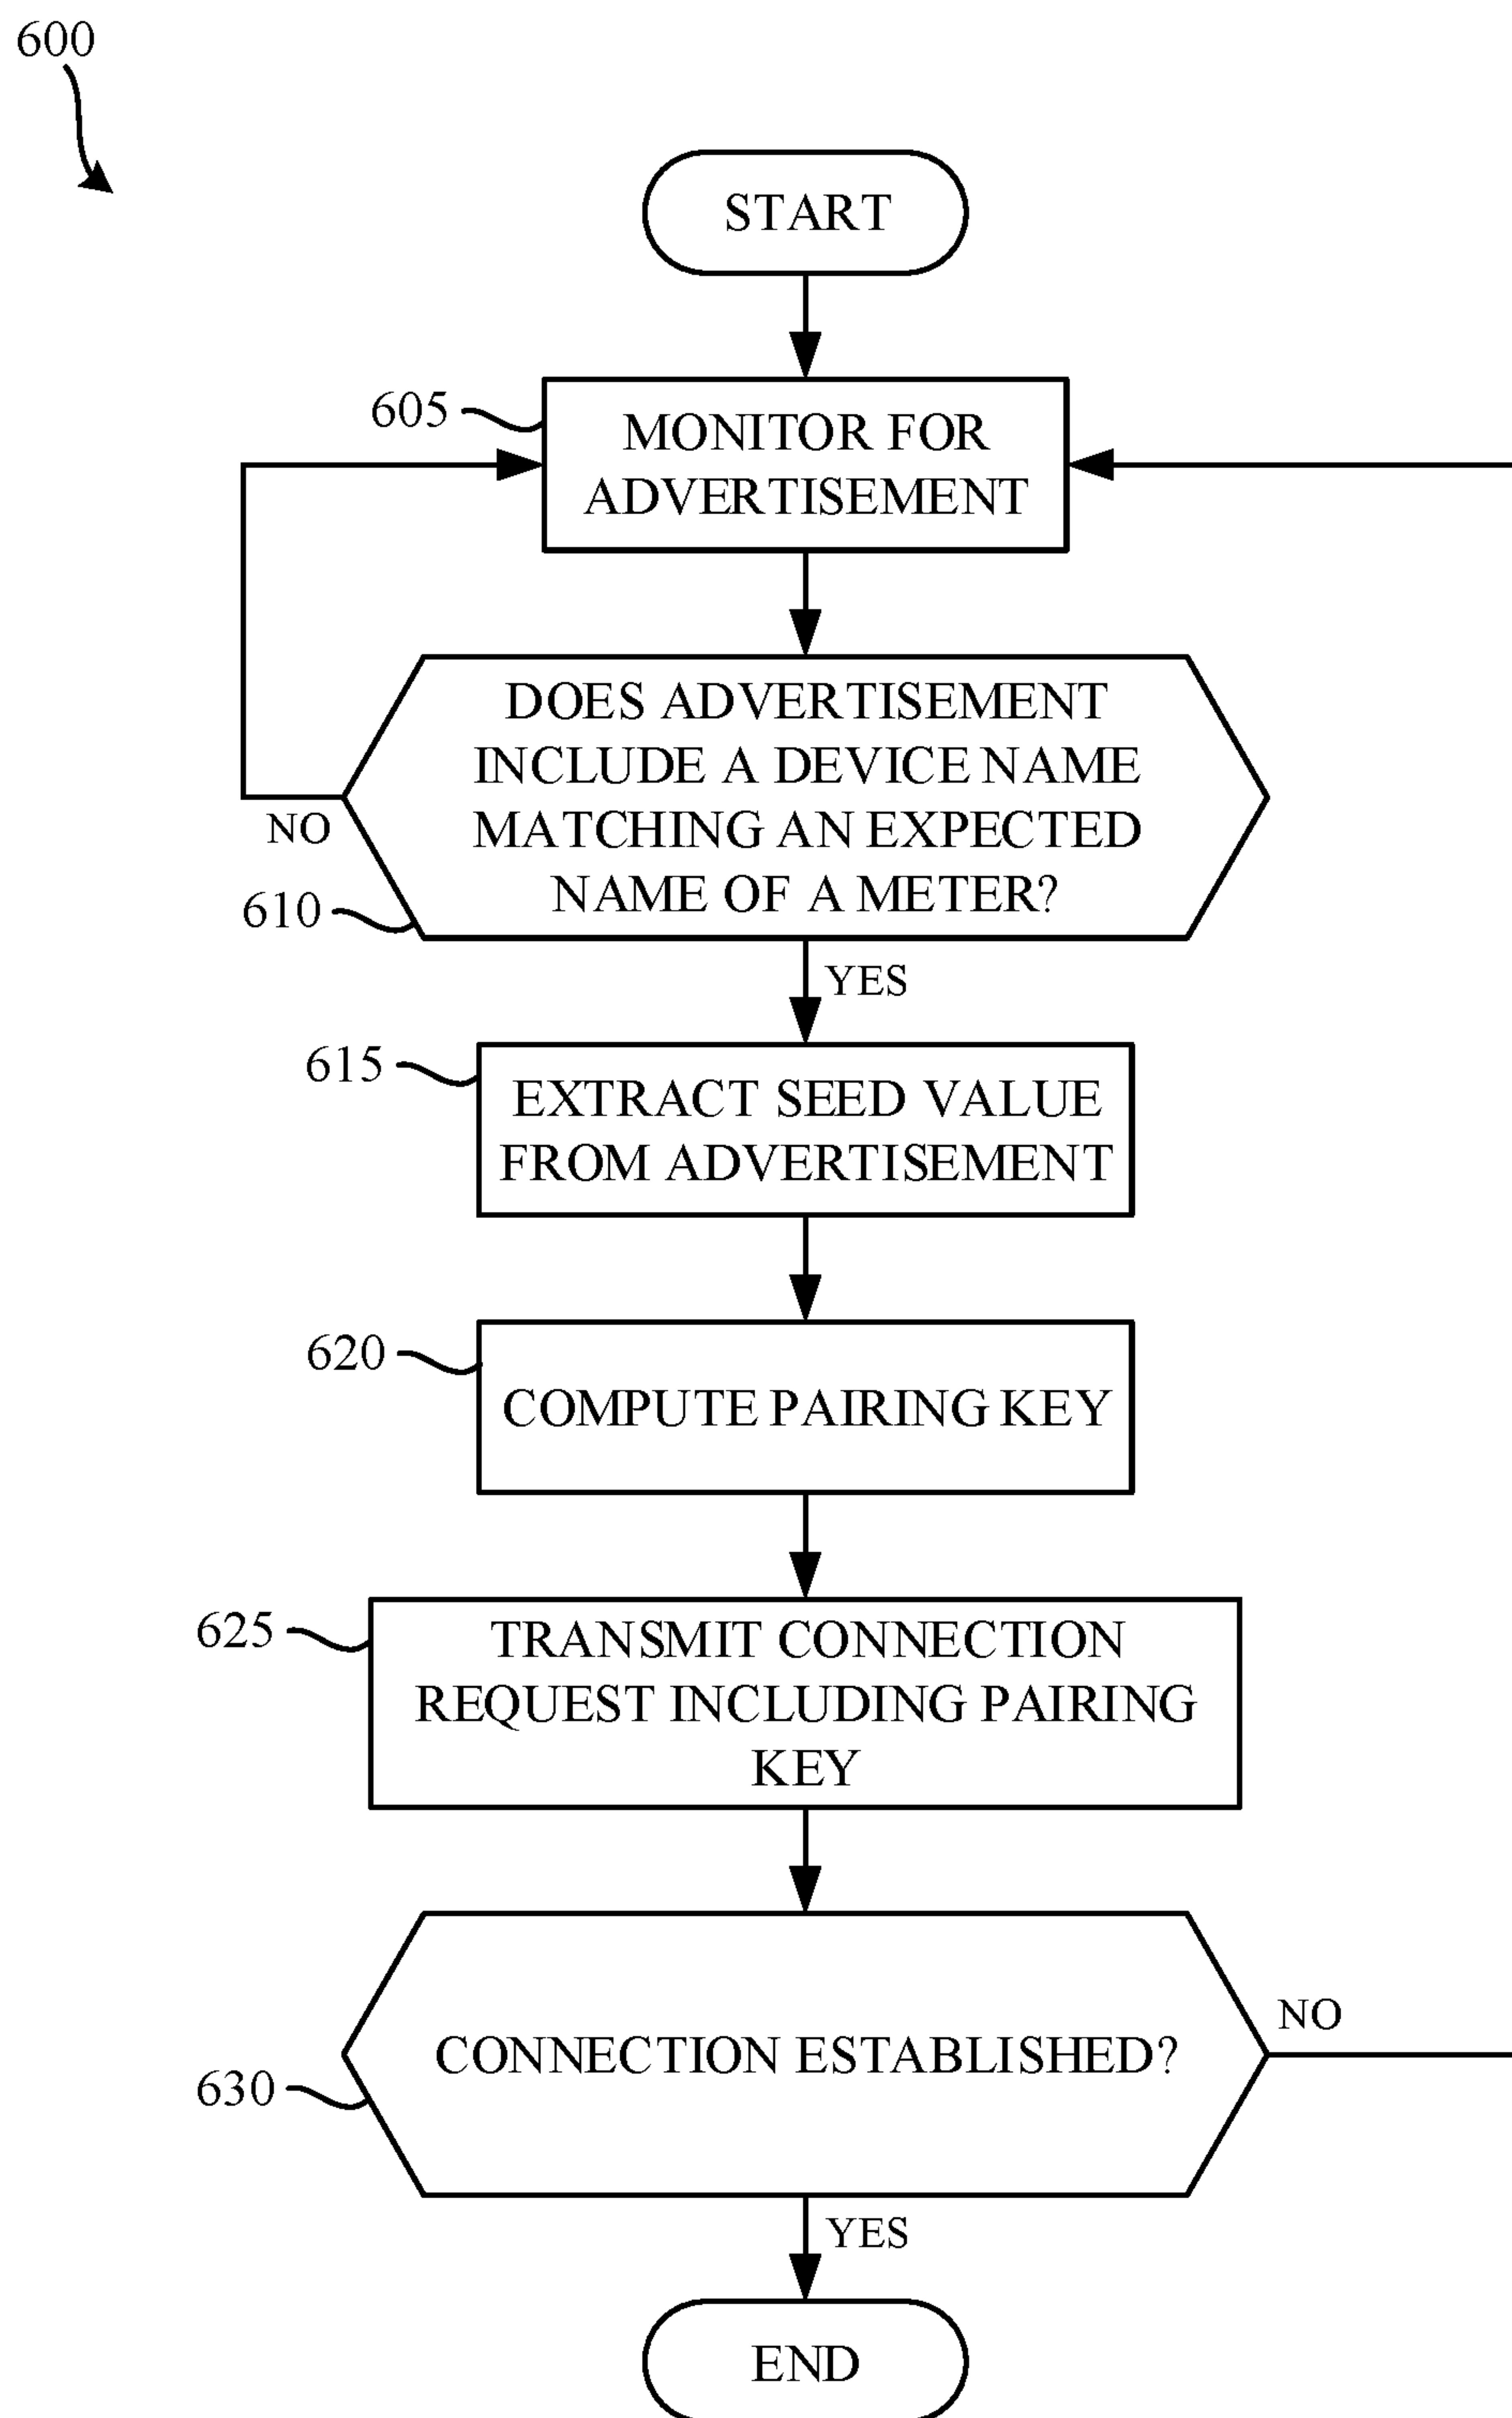 600
START
605
MONITOR FOR
ADVERTISEMENT
DOES ADVERTISEMENT
INCLUDE A DEVICE NAME
MATCHING AN EXPECTED
NAME OF A METER?
NO
610
YES
615
EXTRACT SEED VALUE
FROM ADVERTISEMENT
620
COMPUTE PAIRING KEY
625
TRANSMIT CONNECTION
REQUEST INCLUDING PAIRING
KEY
NO
CONNECTION ESTABLISHED?
630
YES
END